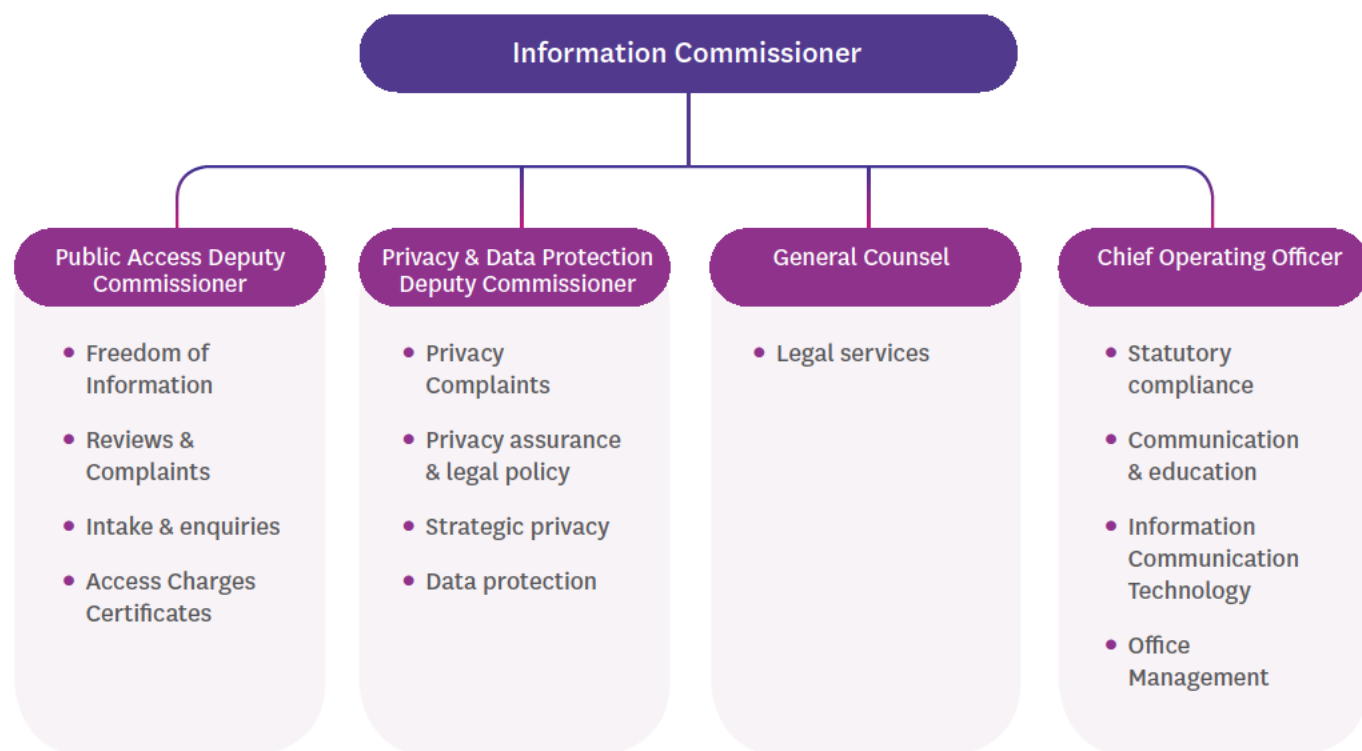 Information Commissioner
Public Access Deputy
Commissioner
Freedom of
Information
Reviews &
Complaints
Intake & enquiries
Access Charges
Certificates
Privacy & Data Protection
Deputy Commissioner
Privacy
Complaints
Privacy assurance
& legal policy
Strategic privacy
Data protection
General Counsel
Legal services
Chief Operating Officer
Statutory
compliance
Communication
& education
Information
Communication
Technology
Office
Management